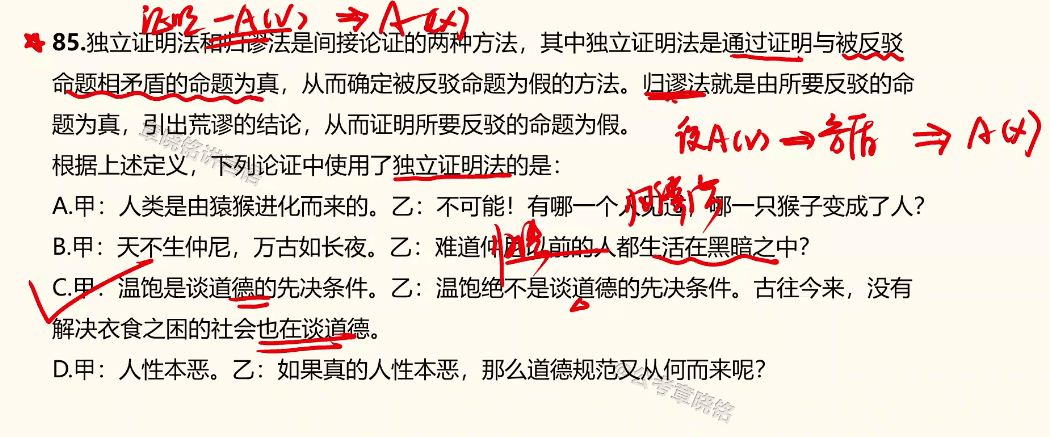 证明 -A(√) ⇒ A(×)
85.独立证明法和归谬法是间接论证的两种方法，其中独立证明法是通过证明与被反驳
命题相矛盾的命题为真，从而确定被反驳命题为假的方法。归谬法就是由所要反驳的命
题为真，引出荒谬的结论，从而证明所要反驳的命题为假。
设A(√) → 矛盾 ⇒ A(×)
根据上述定义，下列论证中使用了独立证明法的是：
归谬法
A.甲：人类是由猿猴进化而来的。乙：不可能！有哪一个人见过，哪一只猴子变成了人？
B.甲：天不生仲尼，万古如长夜。乙：难道仲尼以前的人都生活在黑暗之中？
归谬
C.甲：温饱是谈道德的先决条件。乙：温饱绝不是谈道德的先决条件。古往今来，没有
解决衣食之困的社会也在谈道德。
D.甲：人性本恶。乙：如果真的人性本恶，那么道德规范又从何而来呢？
@公考章晓铭